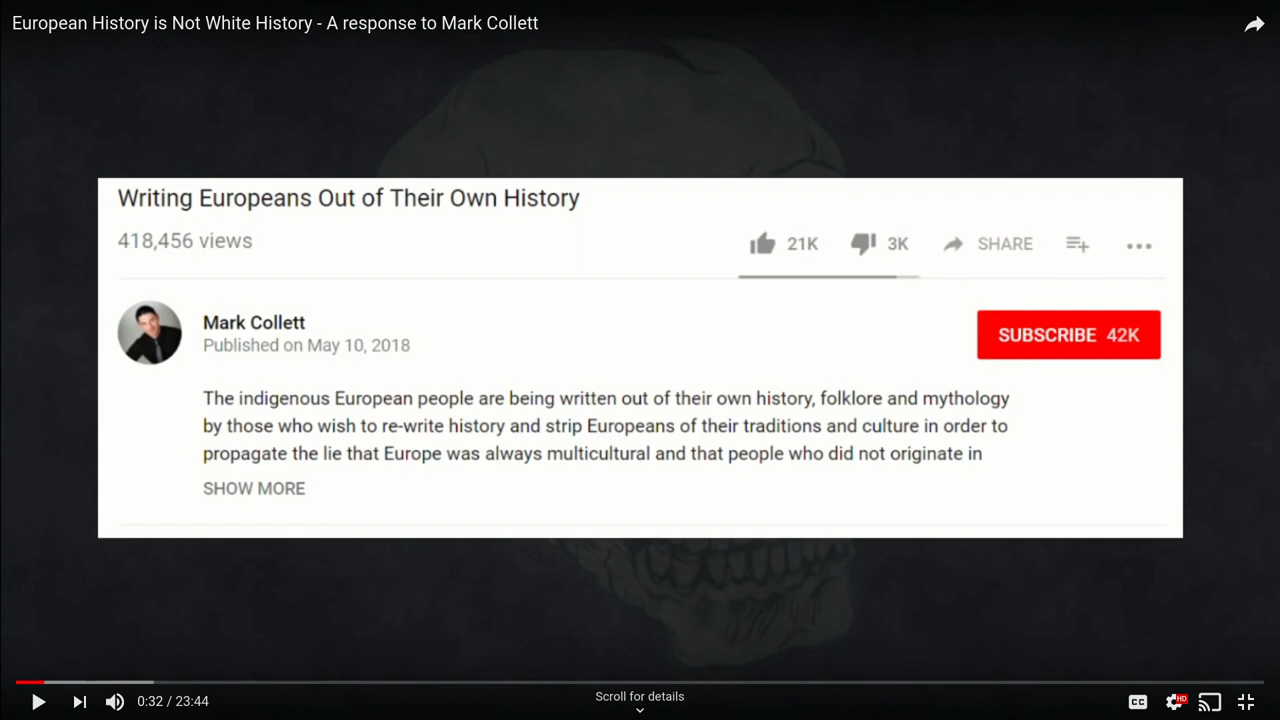 European History is Not White History - A response to Mark Collett
Writing Europeans Out of Their Own History
418,456 views
21K
3K
SHARE
Mark Collett
Published on May 10, 2018
SUBSCRIBE 42K
The indigenous European people are being written out of their own history, folklore and mythology
by those who wish to re-write history and strip Europeans of their traditions and culture in order to
propagate the lie that Europe was always multicultural and that people who did not originate in
SHOW MORE
0:32 / 23:44
Scroll for details
CC
HD